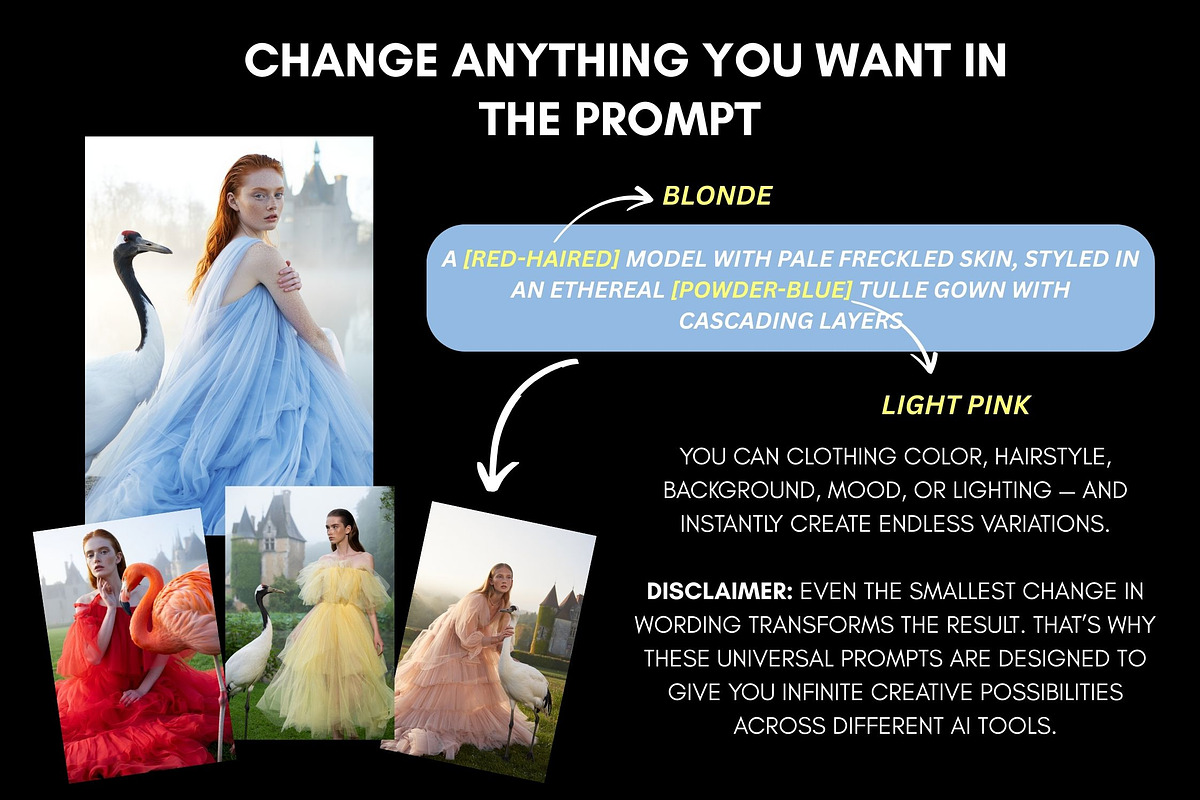 CHANGE ANYTHING YOU WANT IN
THE PROMPT
BLONDE
A [RED-HAIRED] MODEL WITH PALE FRECKLED SKIN, STYLED IN
AN ETHEREAL [POWDER-BLUE] TULLE GOWN WITH
CASCADING LAYERS
LIGHT PINK
YOU CAN CLOTHING COLOR, HAIRSTYLE,
BACKGROUND, MOOD, OR LIGHTING — AND
INSTANTLY CREATE ENDLESS VARIATIONS.
DISCLAIMER: EVEN THE SMALLEST CHANGE IN
WORDING TRANSFORMS THE RESULT. THAT'S WHY
THESE UNIVERSAL PROMPTS ARE DESIGNED TO
GIVE YOU INFINITE CREATIVE POSSIBILITIES
ACROSS DIFFERENT AI TOOLS.